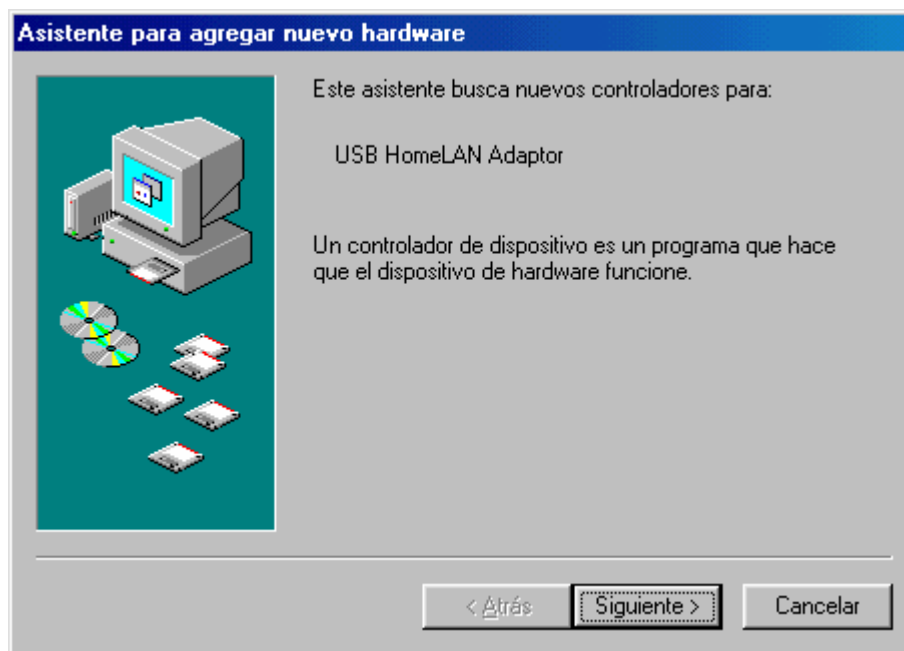 Asistente para agregar nuevo hardware
Este asistente busca nuevos controladores para:
USB HomeLAN Adaptor
Un controlador de dispositivo es un programa que hace
que el dispositivo de hardware funcione.
< Atrás
Siguiente >
Cancelar